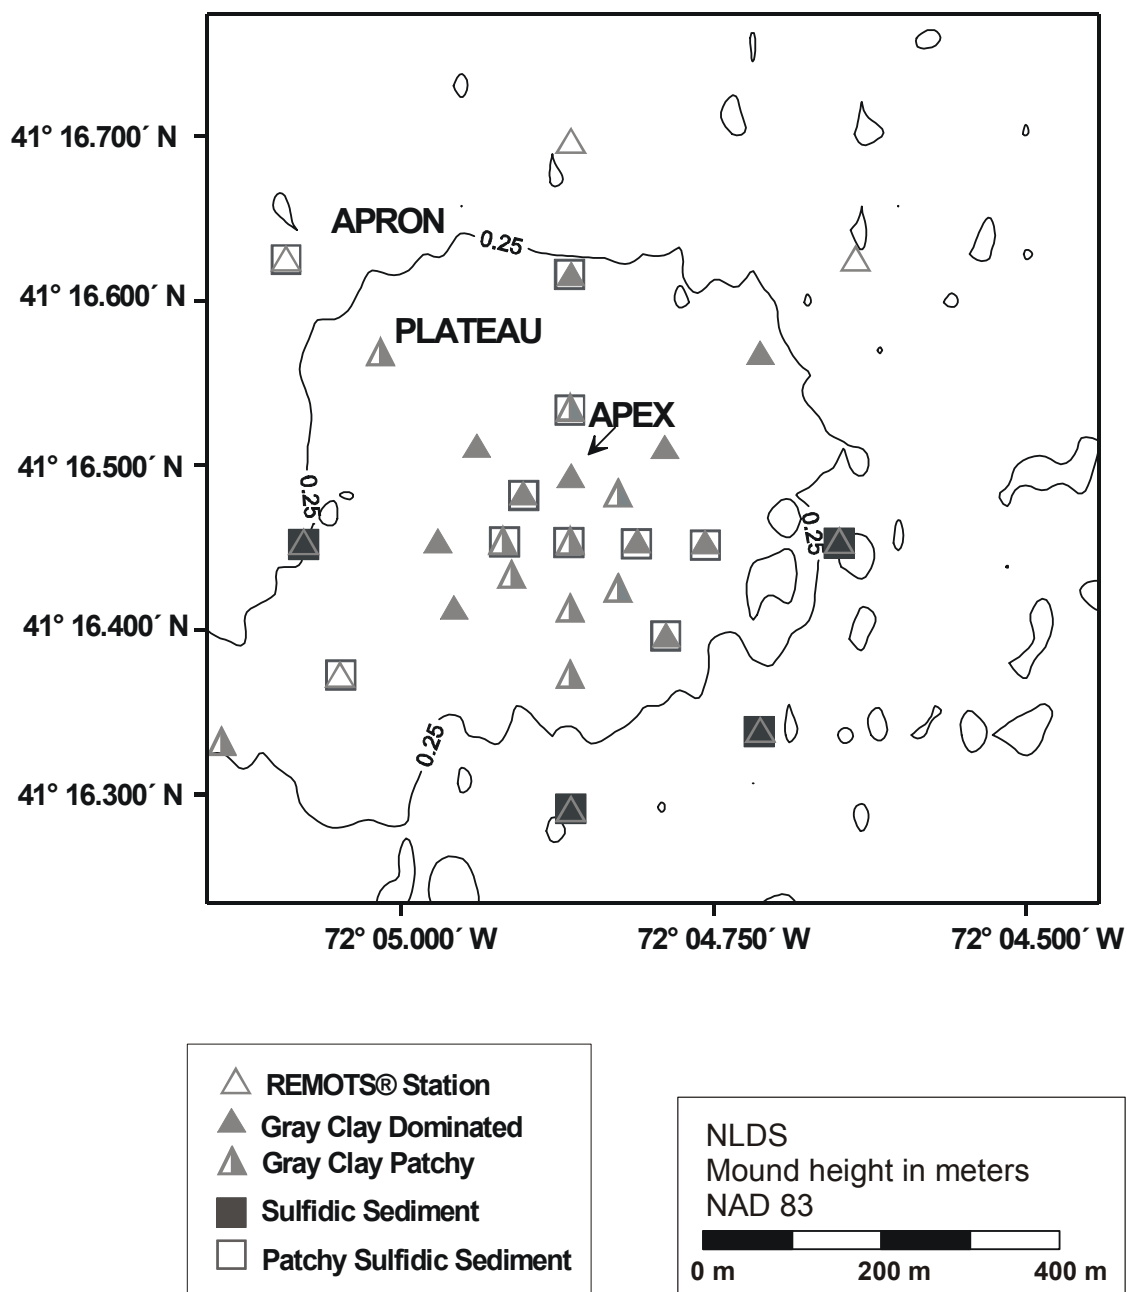 41° 16.700´ N
APRON
0.25
41° 16.600´ N
PLATEAU
APEX
41° 16.500´ N
0.25
0.25
41° 16.400´ N
0.25
41° 16.300´ N
72° 05.000´ W
72° 04.750´ W
72° 04.500´ W
REMOTS® Station
Gray Clay Dominated
Gray Clay Patchy
Sulfidic Sediment
Patchy Sulfidic Sediment
NLDS
Mound height in meters
NAD 83
0 m
200 m
400 m